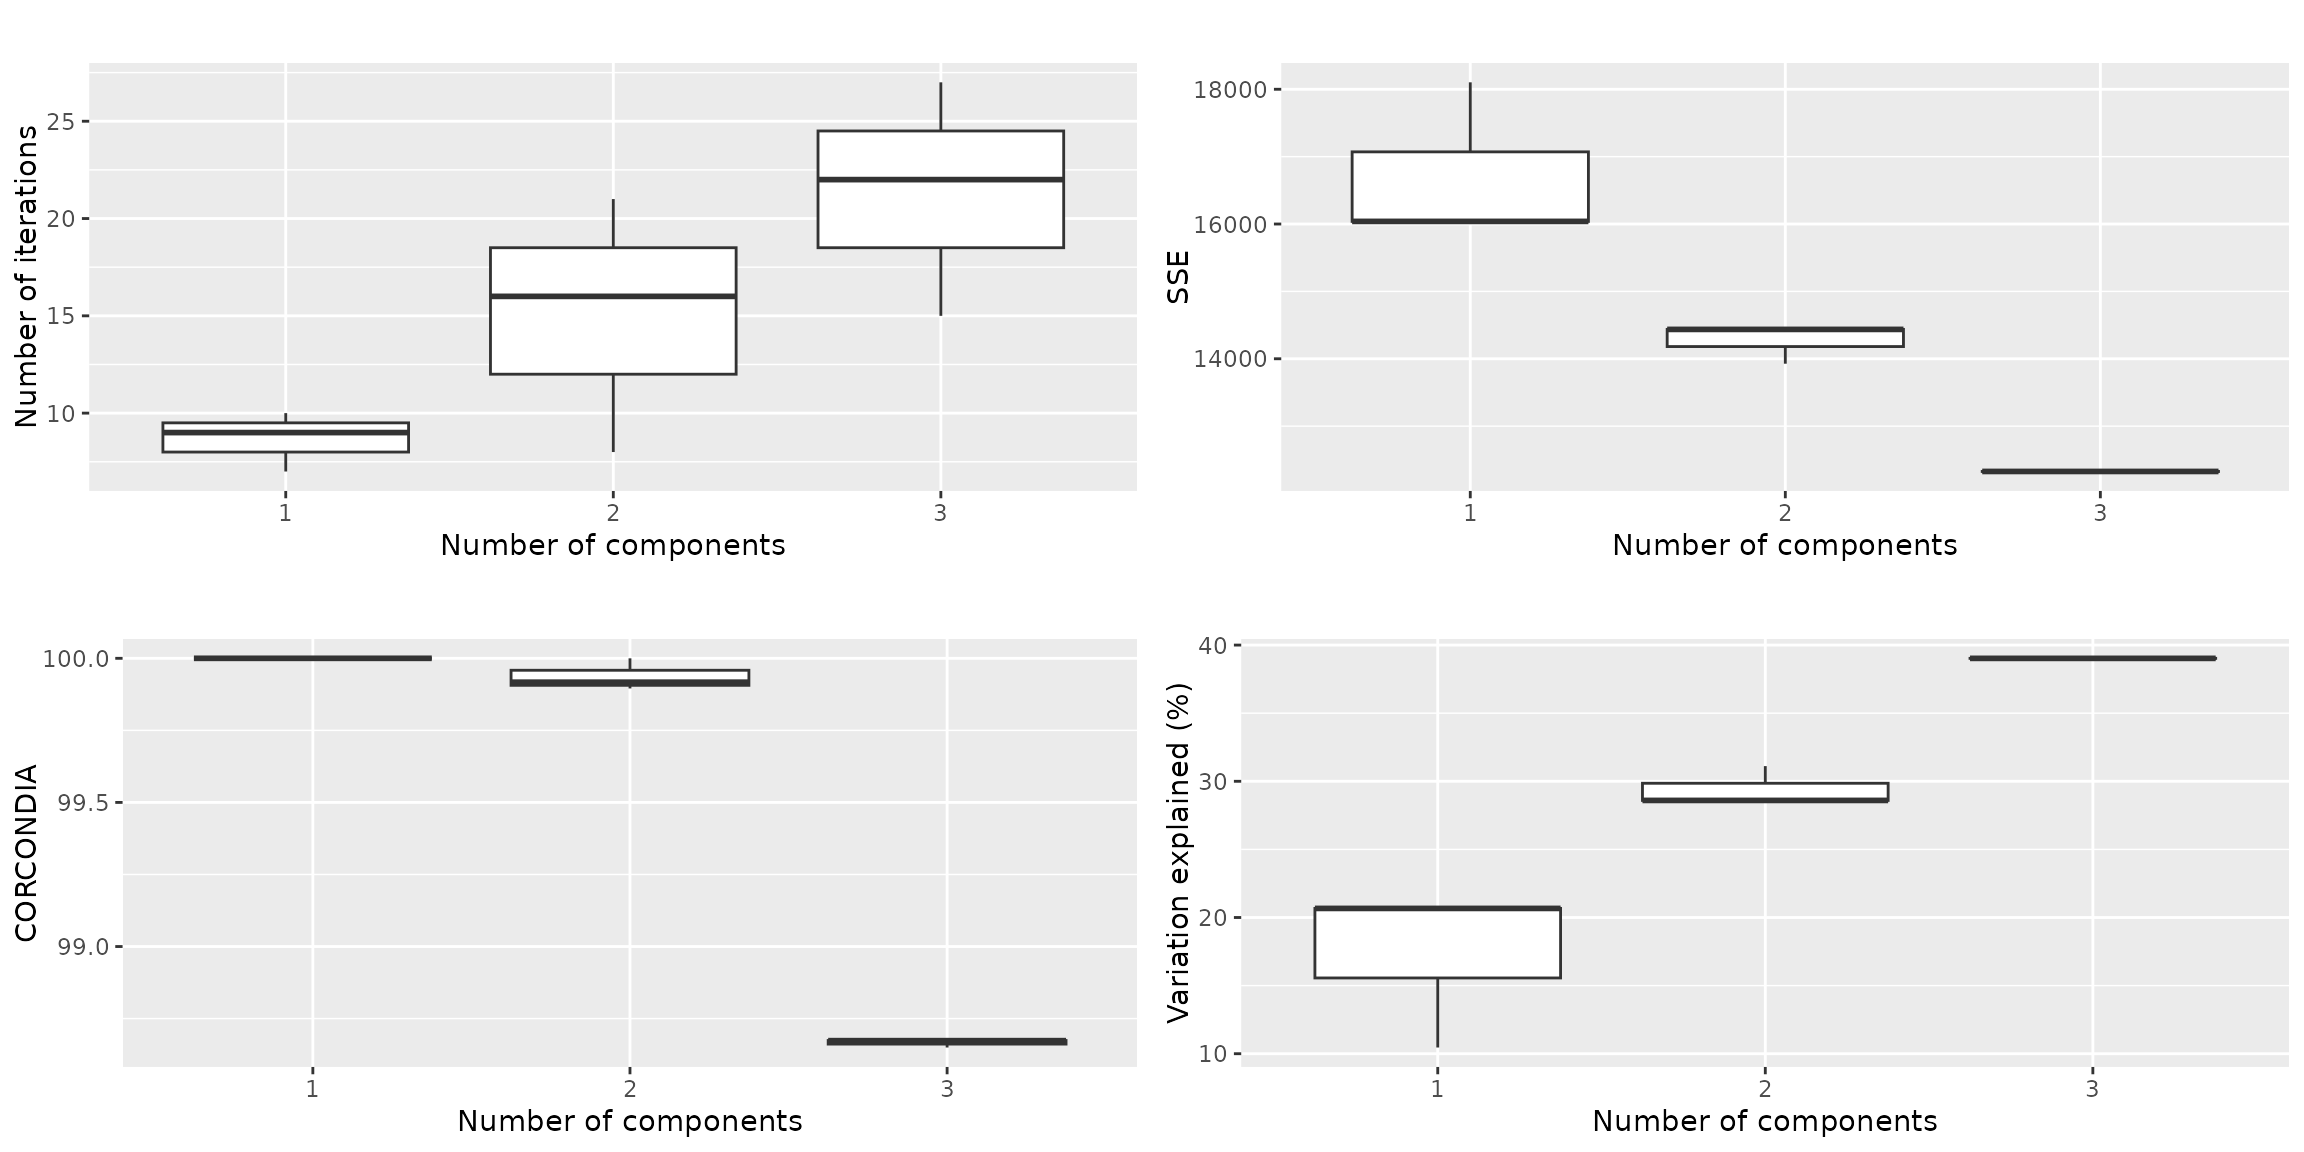 Number of iterations
25
20
15
10
1 2 3
Number of components
SSE
18000
16000
14000
1 2 3
Number of components
CORCONDIA
100.0
99.5
99.0
1 2 3
Number of components
Variation explained (%)
40
30
20
10
1 2 3
Number of components